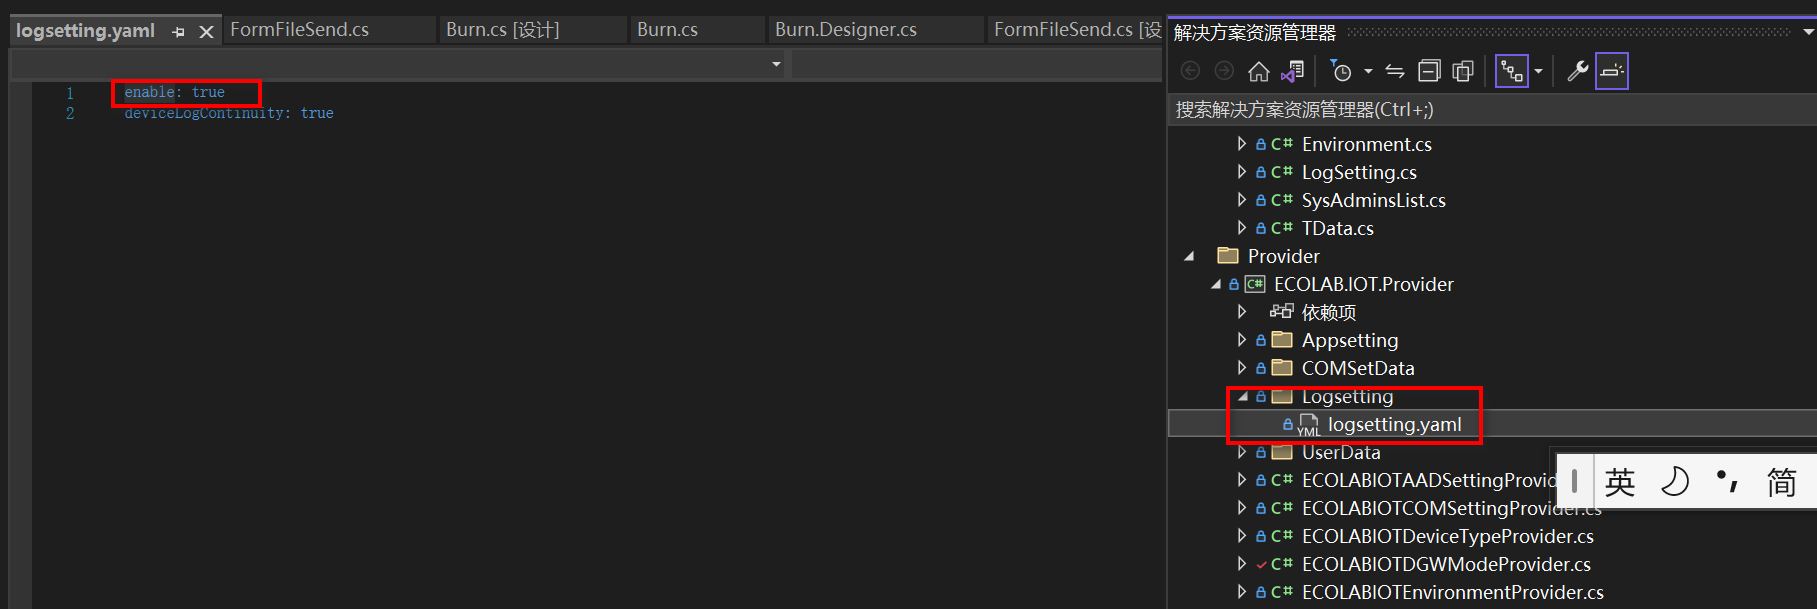 logsetting.yaml
FormFileSend.cs
Burn.cs [设计]
Burn.cs
Burn.Designer.cs
FormFileSend.cs [设
1 enable: true
2 deviceLogContinuity: true
解决方案资源管理器
搜索解决方案资源管理器(Ctrl+;)
C# Environment.cs
C# LogSetting.cs
C# SysAdminsList.cs
C# TData.cs
Provider
C# ECOLAB.IOT.Provider
依赖项
Appsetting
COMSetData
Logsetting
YML logsetting.yaml
UserData
C# ECOLABIOTAADSettingProvid
C# ECOLABIOTCOMSettingProvider.cs
C# ECOLABIOTDeviceTypeProvider.cs
C# ECOLABIOTDGWModeProvider.cs
C# ECOLABIOTEnvironmentProvider.cs
英 简